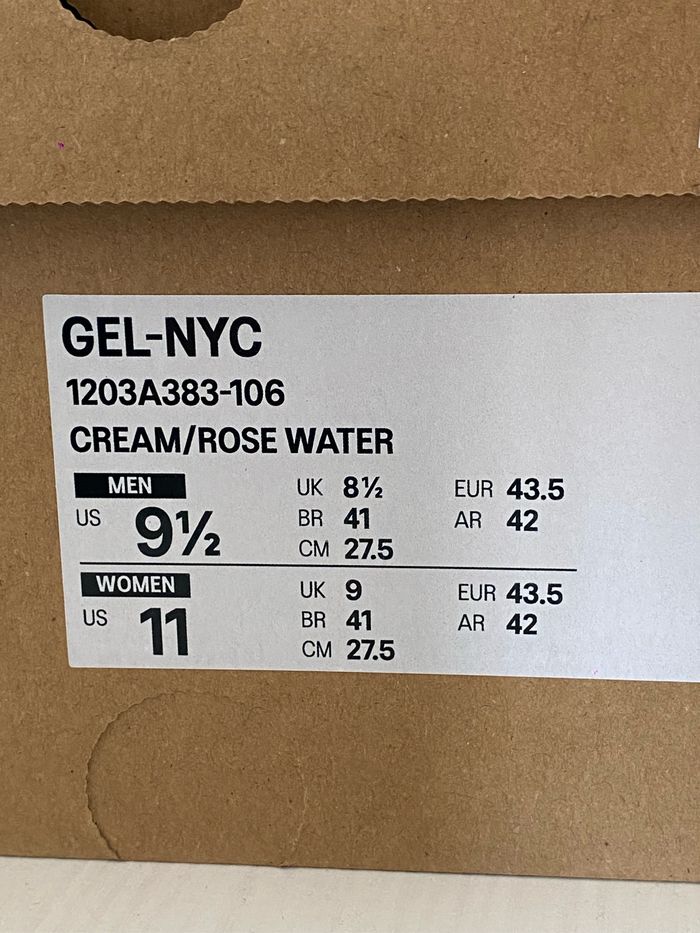 GEL-NYC
1203A383-106
CREAM/ROSE WATER
MEN
US 9½
UK 8½ EUR 43.5
BR 41 AR 42
CM 27.5
WOMEN
US 11
UK 9 EUR 43.5
BR 41 AR 42
CM 27.5